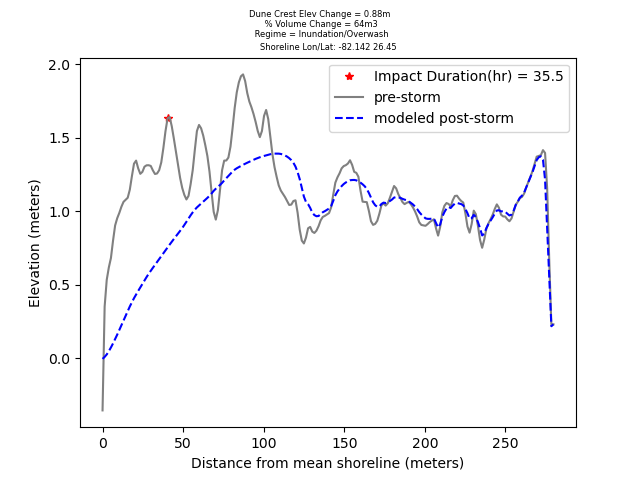 Dune Crest Elev Change = 0.88m
% Volume Change = 64m3
Regime = Inundation/Overwash
Shoreline Lon/Lat: -82.142 26.45
Impact Duration(hr) = 35.5
pre-storm
modeled post-storm
Elevation (meters)
2.0
1.5
1.0
0.5
0.0
0 50 100 150 200 250
Distance from mean shoreline (meters)